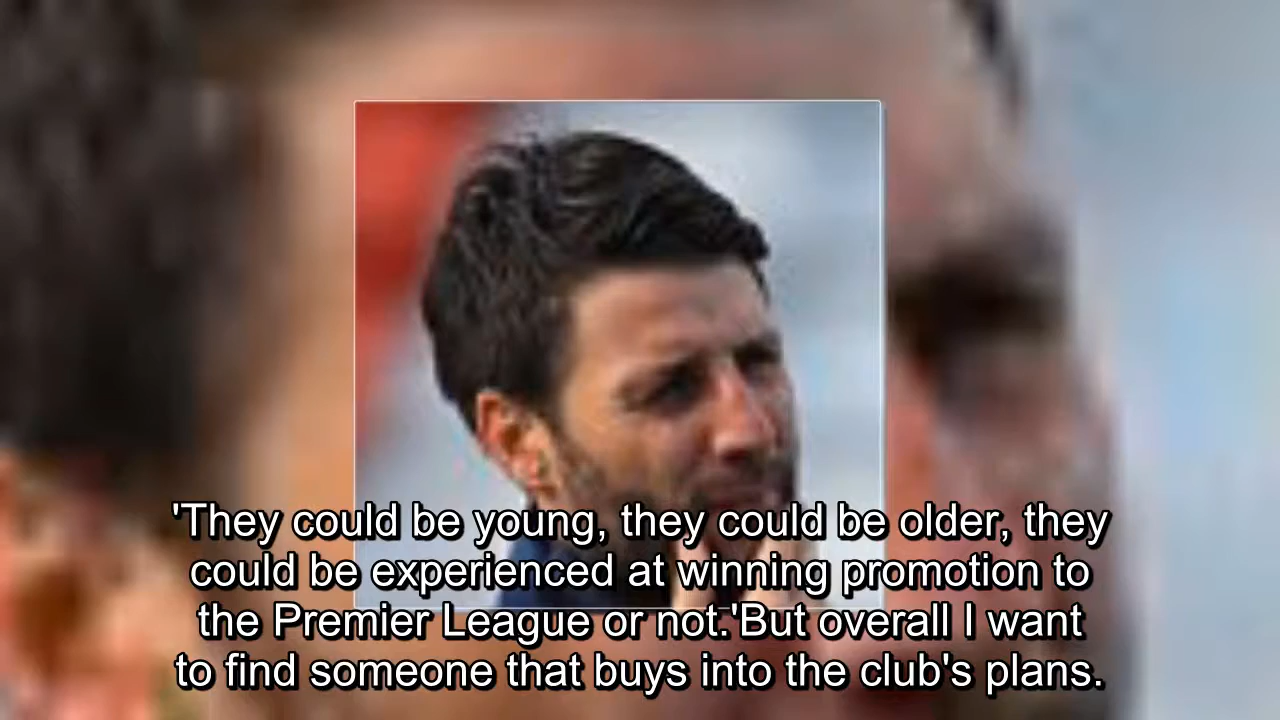 'They could be young, they could be older, they
could be experienced at winning promotion to
the Premier League or not.'But overall I want
to find someone that buys into the club's plans.